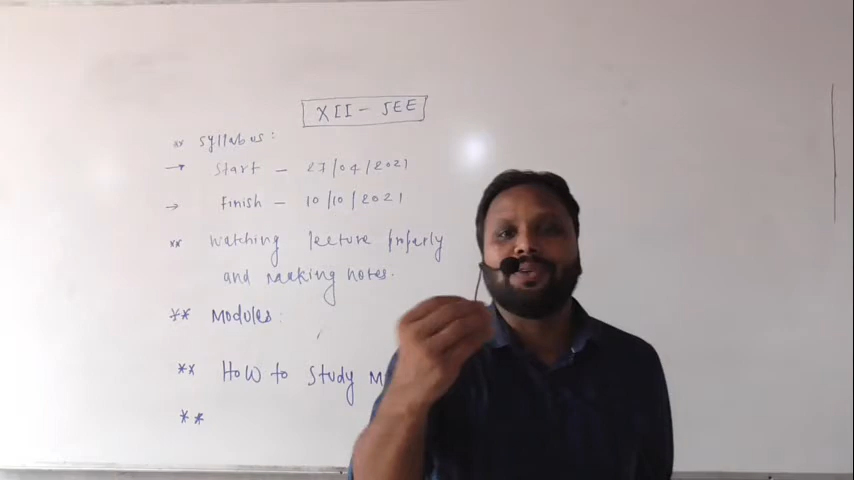 XII - JEE
** Syllabus:
→ Start - 27/04/2021
→ Finish - 10/10/2021
** Watching lecture properly
and making notes.
** Modules:
** How to Study M
**